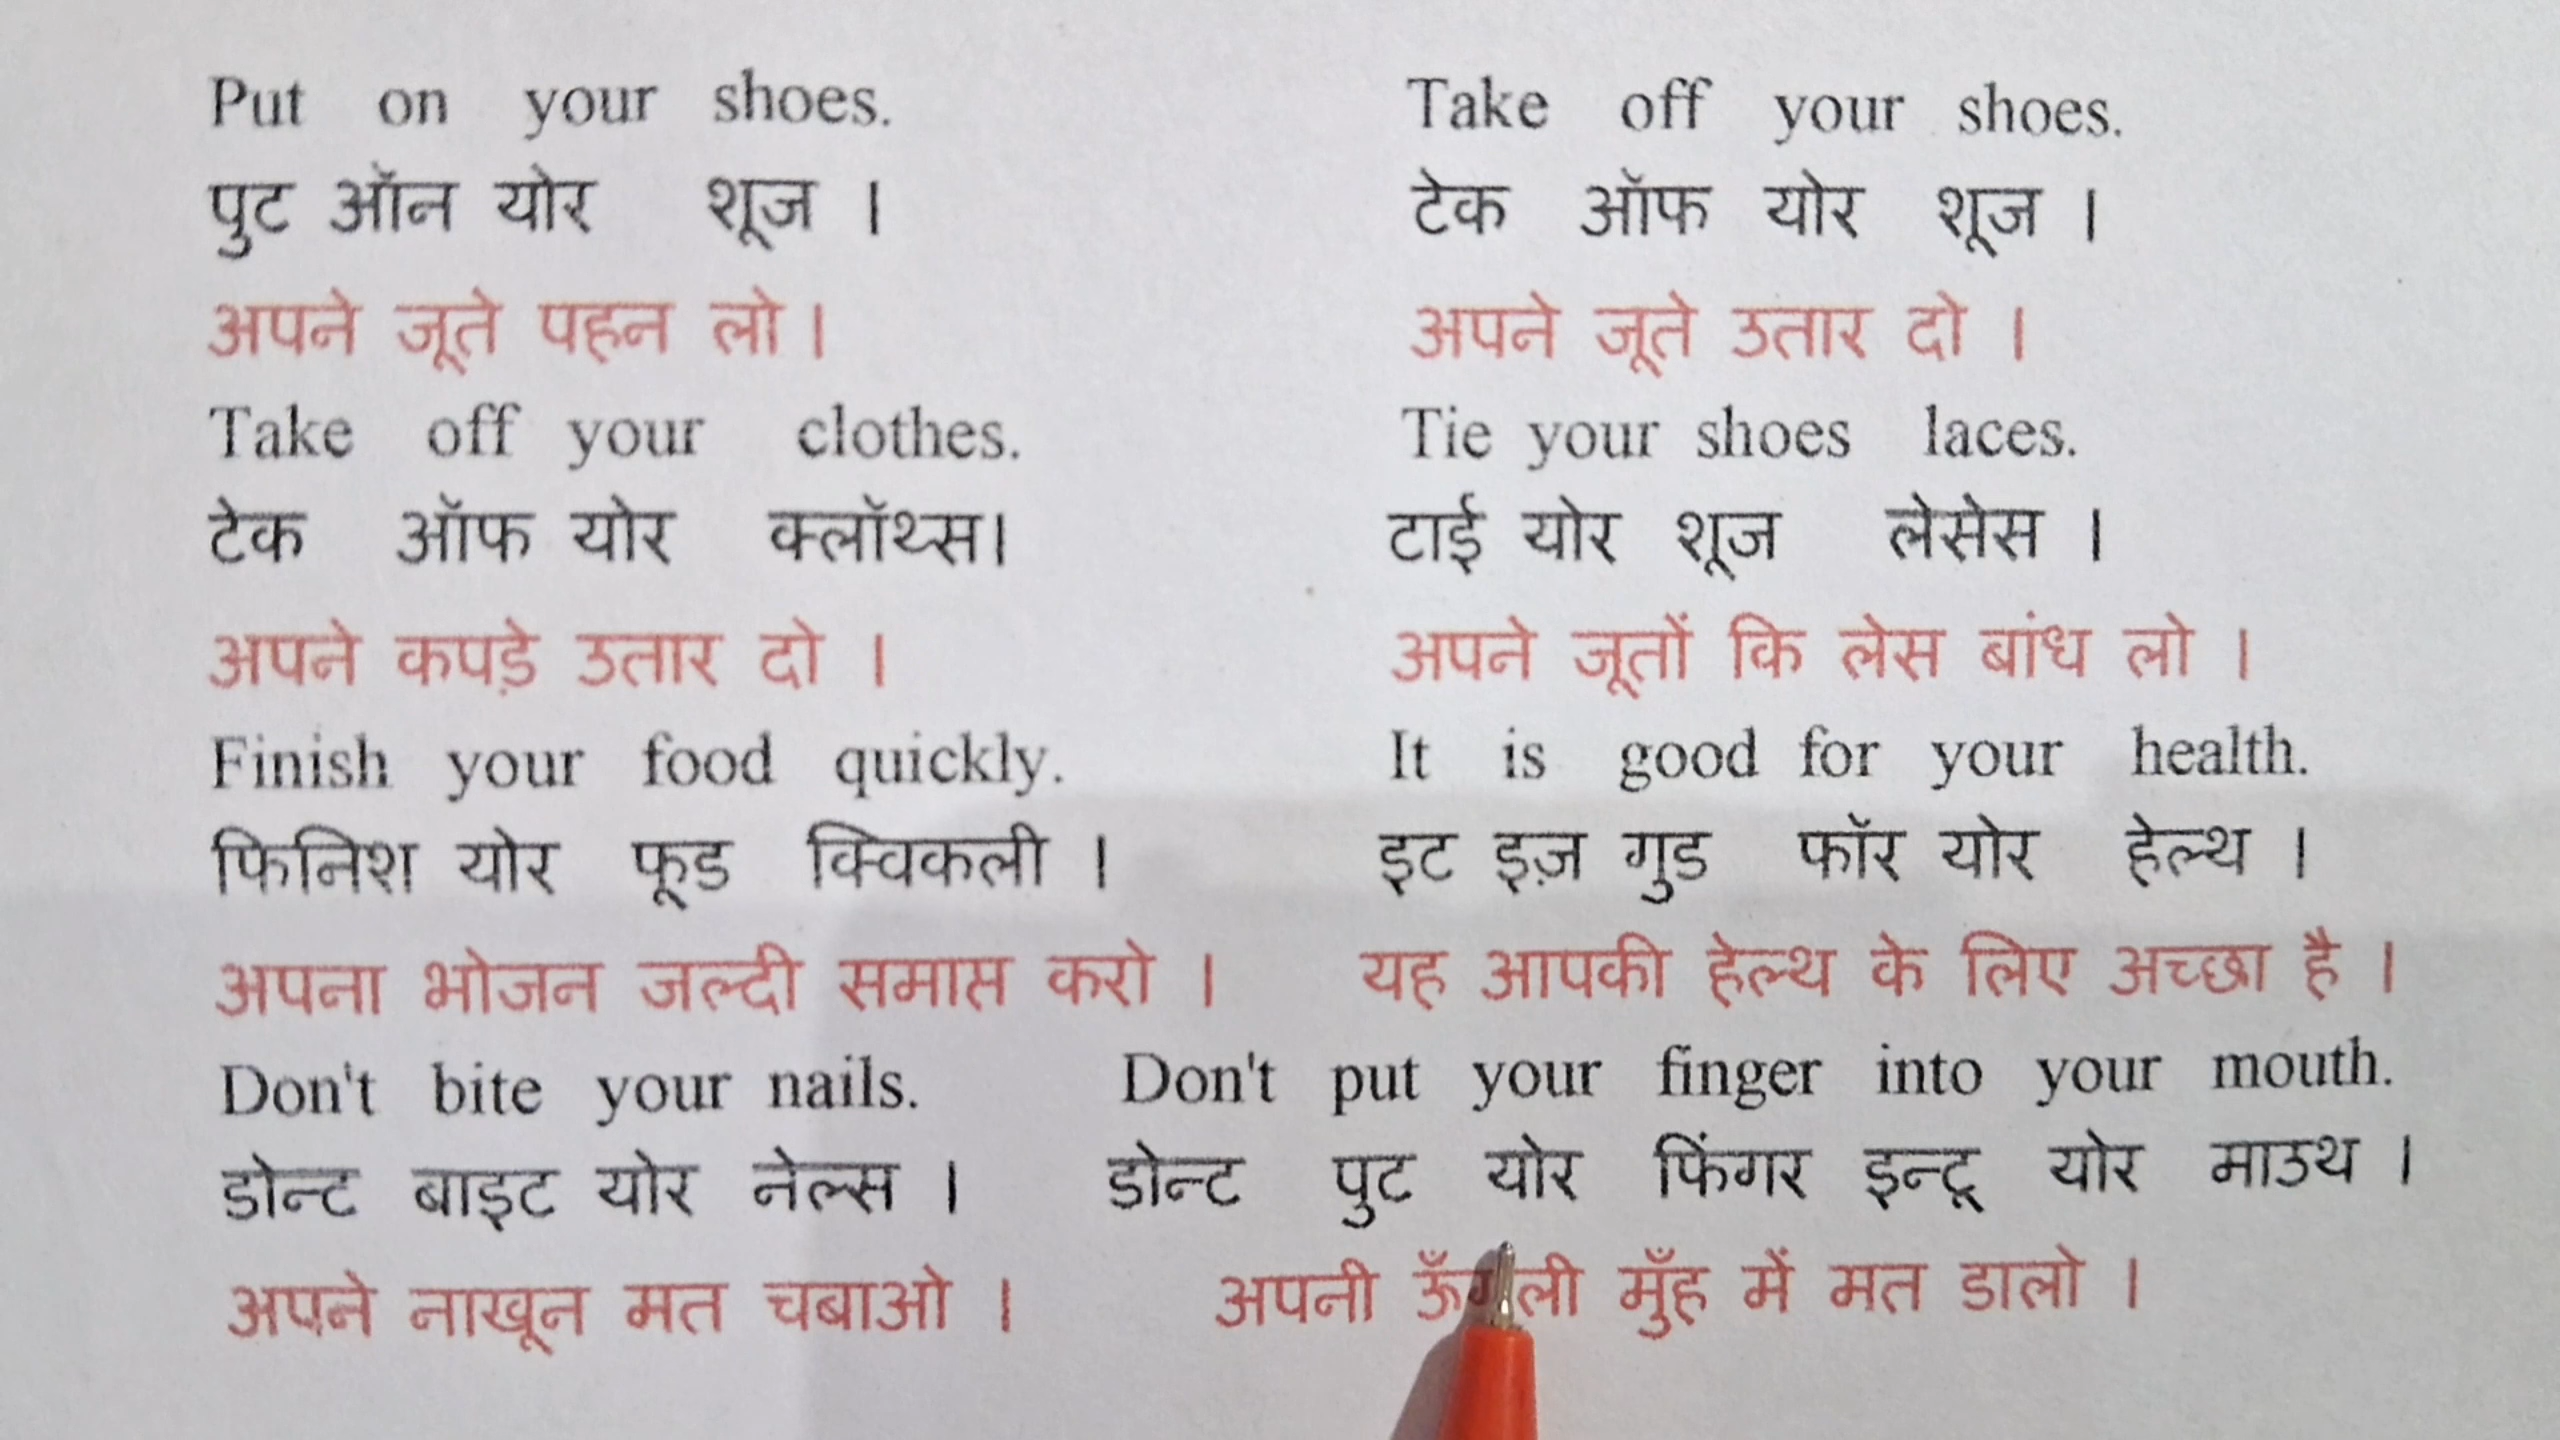 Put on your shoes.
पुट ऑन योर शूज ।
अपने जूते पहन लो।
Take off your shoes.
टेक ऑफ योर शूज ।
अपने जूते उतार दो ।
Take off your clothes.
टेक ऑफ योर क्लॉथ्स।
अपने कपड़े उतार दो ।
Tie your shoes laces.
टाई योर शूज लेसेस ।
अपने जूतों कि लेस बांध लो ।
Finish your food quickly.
फिनिश योर फूड क्विकली ।
अपना भोजन जल्दी समाप्त करो ।
It is good for your health.
इट इज़ गुड फॉर योर हेल्थ ।
यह आपकी हेल्थ के लिए अच्छा है ।
Don't bite your nails.
डोन्ट बाइट योर नेल्स ।
अपने नाखून मत चबाओ ।
Don't put your finger into your mouth.
डोन्ट पुट योर फिंगर इन्टू योर माउथ ।
अपनी मुँह में मत डालो ।